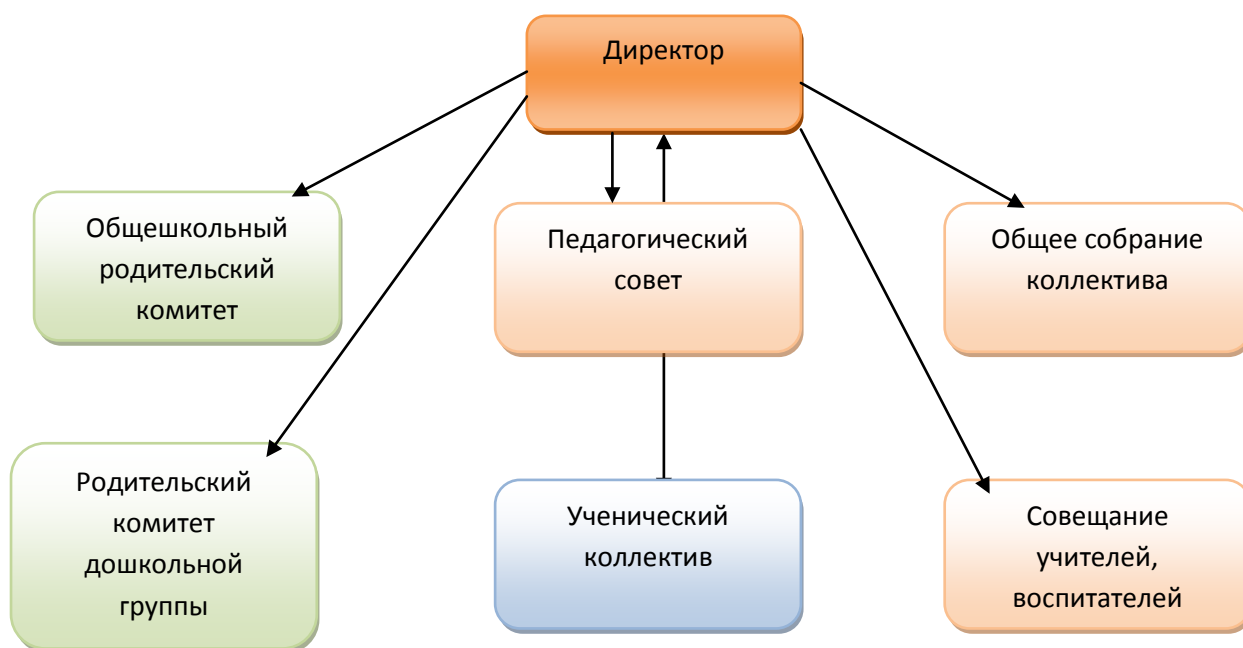 Директор
Общешкольный
родительский
комитет
Педагогический
совет
Общее собрание
коллектива
Родительский
комитет
дошкольной
группы
Ученический
коллектив
Совещание
учителей,
воспитателей